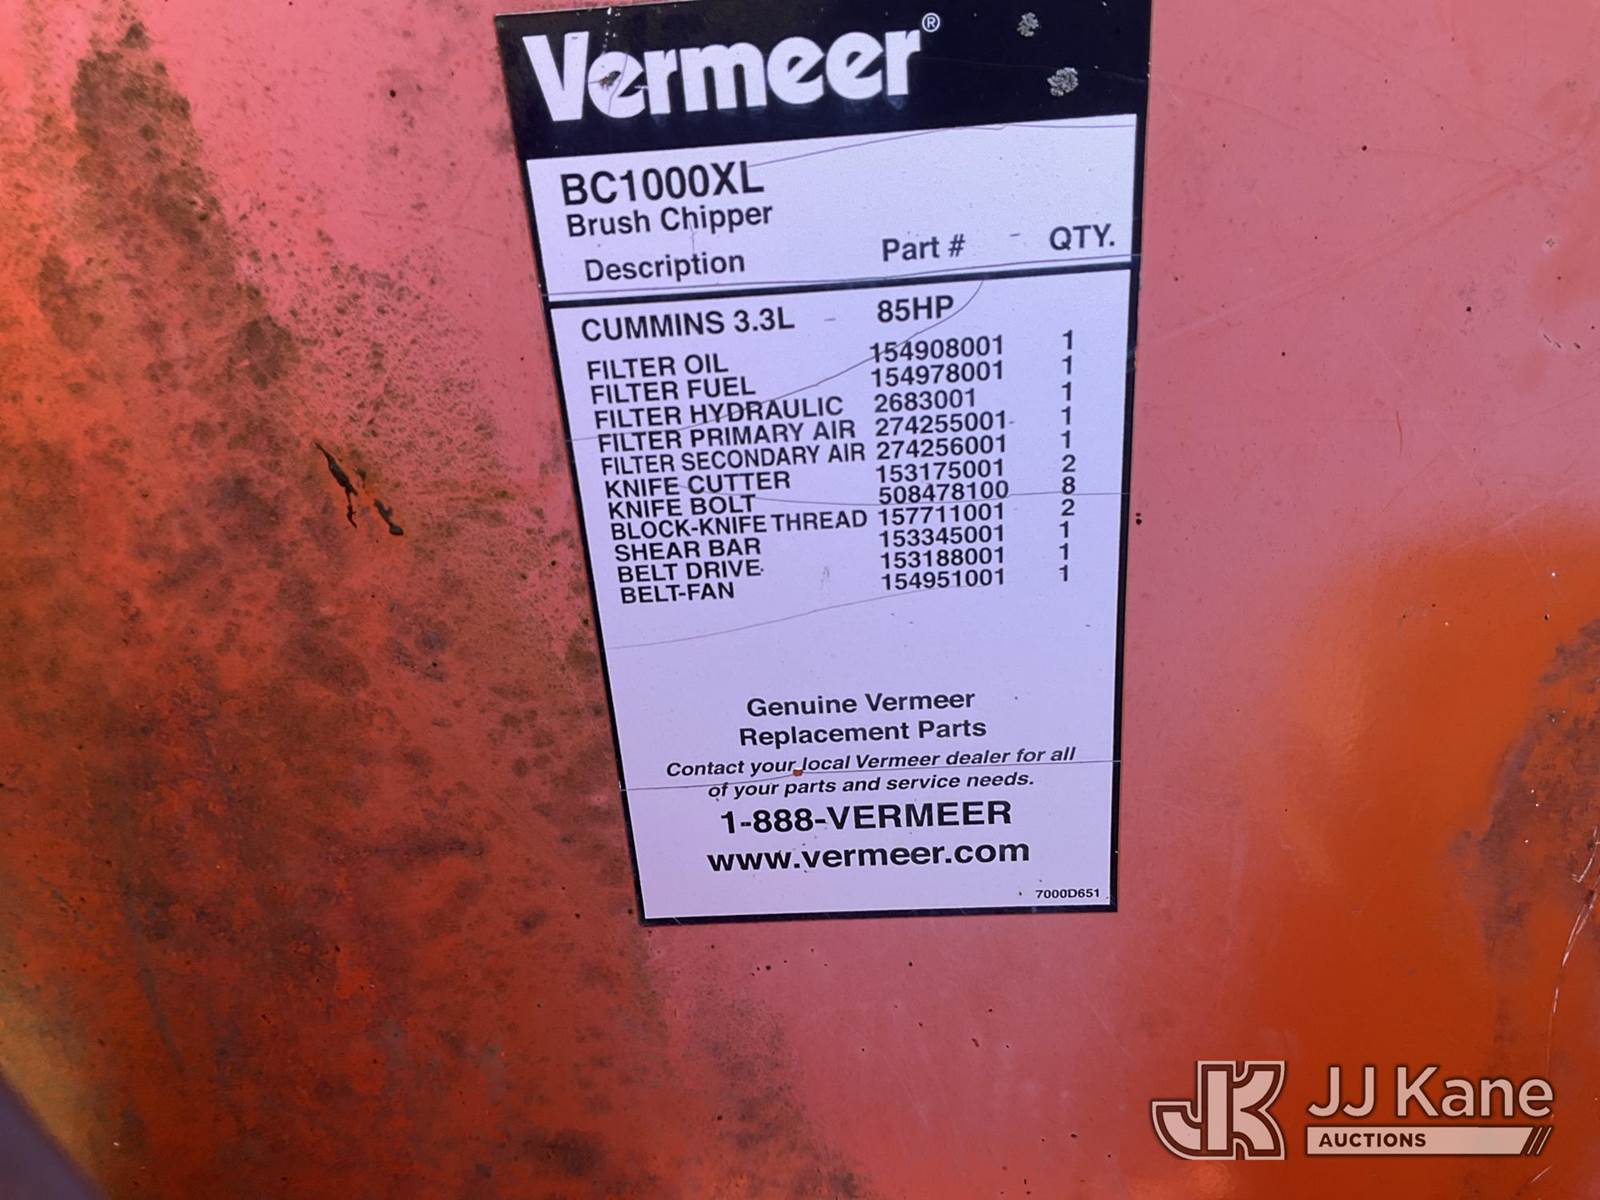 Vermeer®
BC1000XL
Brush Chipper
Description Part # QTY.
CUMMINS 3.3L 85HP
FILTER OIL 154908001 1
FILTER FUEL 154978001 1
FILTER HYDRAULIC 2683001 1
FILTER PRIMARY AIR 274255001 1
FILTER SECONDARY AIR 274256001 1
KNIFE CUTTER 153175001 2
KNIFE BOLT 508478100 8
BLOCK-KNIFE THREAD 157711001 2
SHEAR BAR 153345001 1
BELT DRIVE 153188001 1
BELT-FAN 154951001 1
Genuine Vermeer
Replacement Parts
Contact your local Vermeer dealer for all
of your parts and service needs.
1-888-VERMEER
www.vermeer.com
7000D651
JK JJ Kane
AUCTIONS